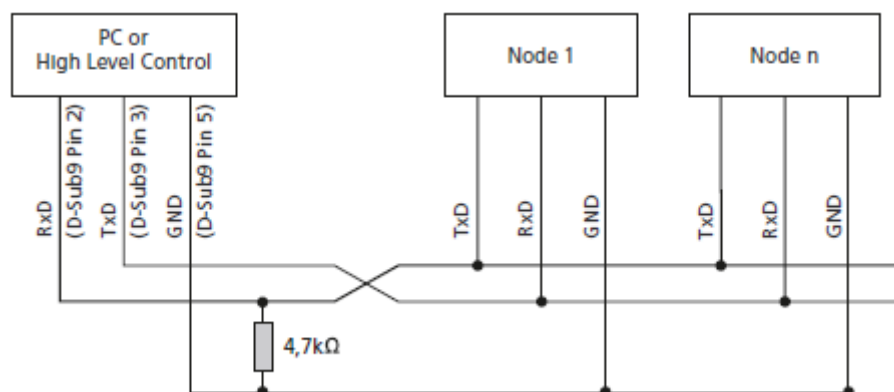 PC or
High Level Control
Node 1
Node n
RxD
(D-Sub9 Pin 2)
TxD
(D-Sub9 Pin 3)
GND
(D-Sub9 Pin 5)
TxD
RxD
GND
TxD
RxD
GND
4,7kΩ